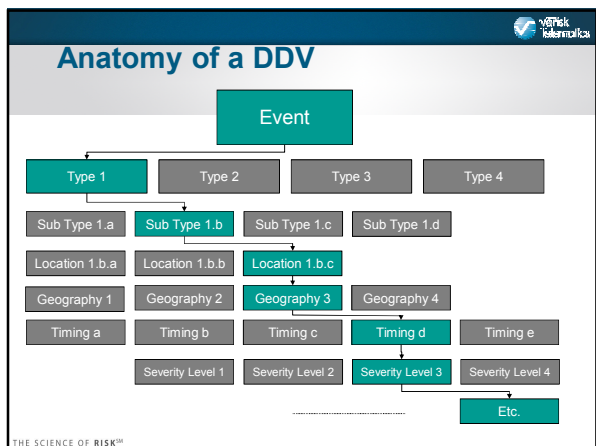 Verisk
Telematics
Anatomy of a DDV
Event
Type 1 Type 2 Type 3 Type 4
Sub Type 1.a Sub Type 1.b Sub Type 1.c Sub Type 1.d
Location 1.b.a Location 1.b.b Location 1.b.c
Geography 1 Geography 2 Geography 3 Geography 4
Timing a Timing b Timing c Timing d Timing e
Severity Level 1 Severity Level 2 Severity Level 3 Severity Level 4
Etc.
THE SCIENCE OF RISK℠